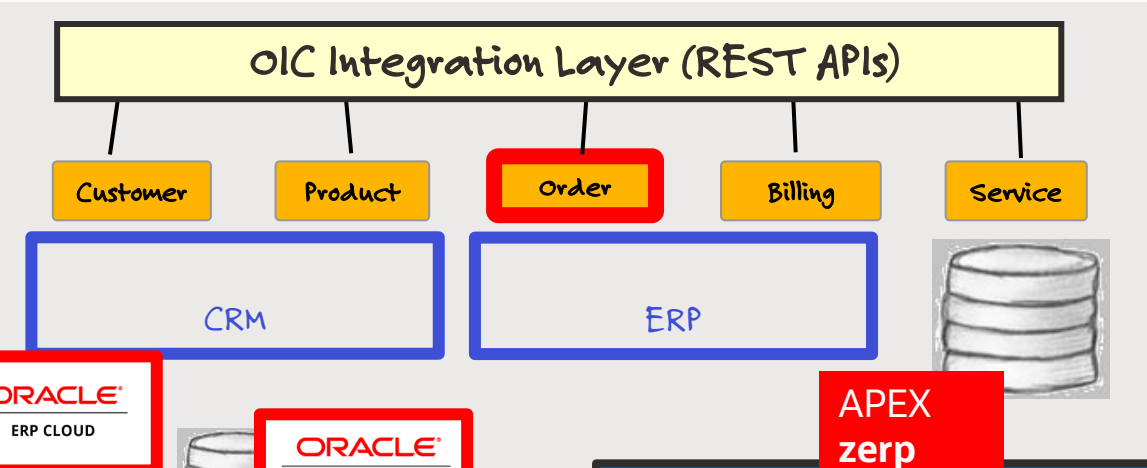 OIC Integration Layer (REST APIs)
Customer
Product
Order
Billing
Service
CRM
ERP
ORACLE
ERP CLOUD
ORACLE
APEX
zerp